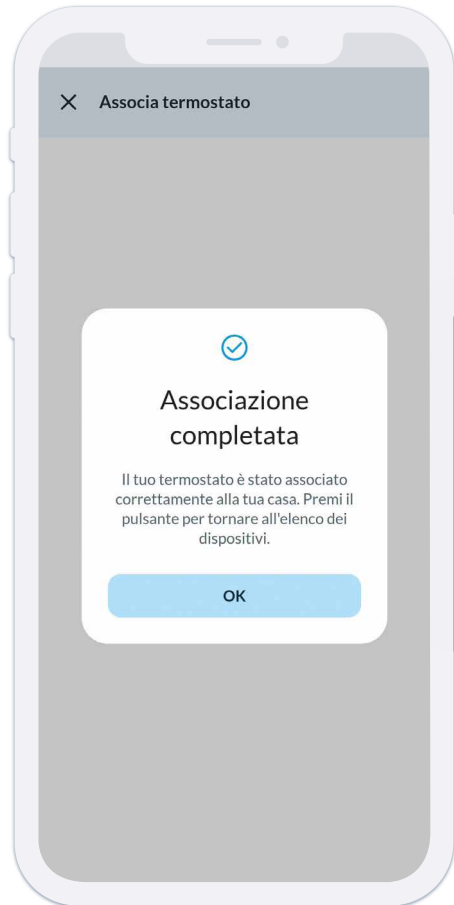 Associa termostato
Associazione
completata
Il tuo termostato è stato associato
correttamente alla tua casa. Premi il
pulsante per tornare all'elenco dei
dispositivi.
OK